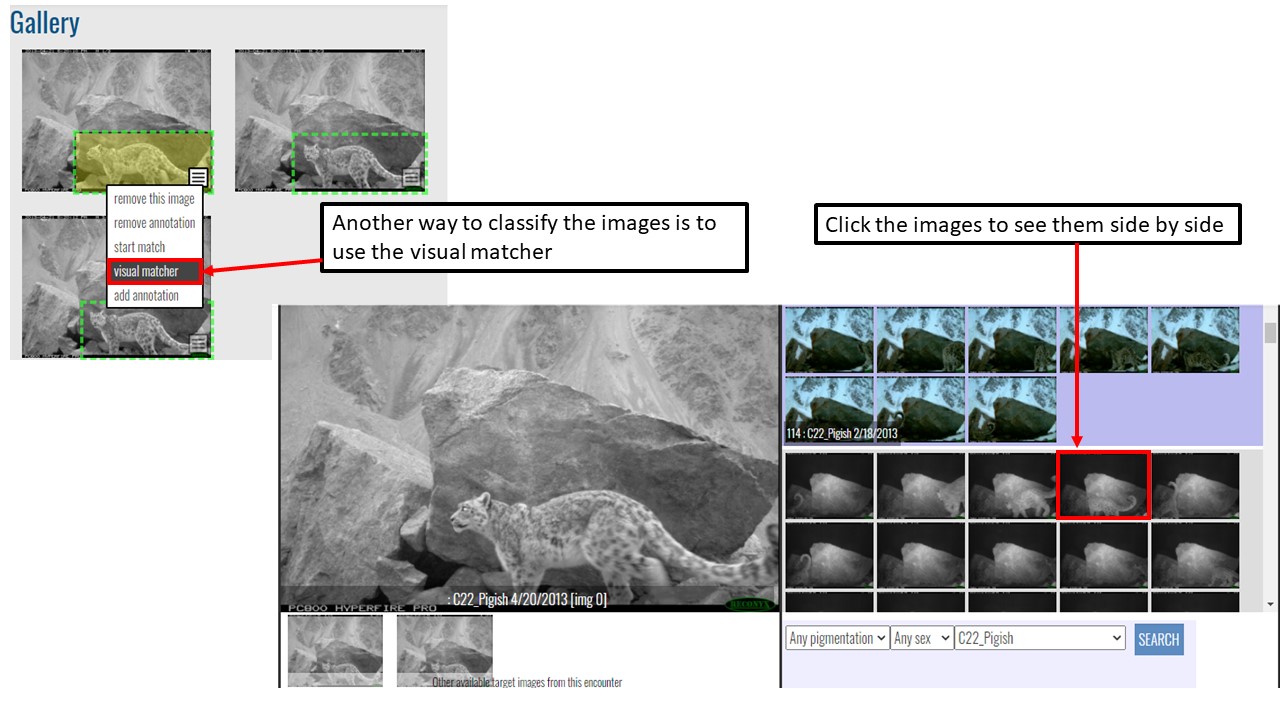 Gallery
remove this image
remove annotation
start match
visual matcher
add annotation
Another way to classify the images is to
use the visual matcher
Click the images to see them side by side
: C22_Pigish 4/20/2013 [img 0]
PC800 HYPERFIRE PRO
RECONYX
Other available target images from this encounter
114 : C22_Pigish 2/18/2013
Any pigmentation
Any sex
C22_Pigish
SEARCH